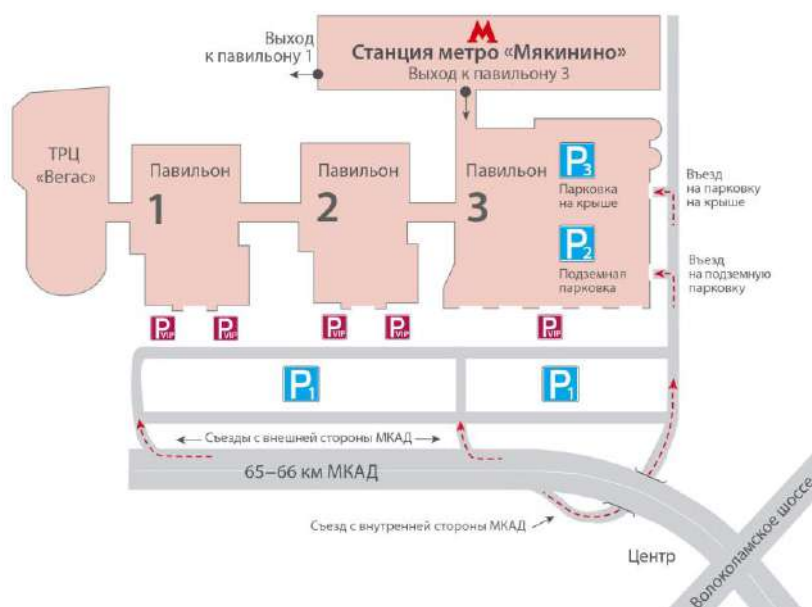 М
Выход
к павильону 1
Станция метро «Мякинино»
Выход к павильону 3
ТРЦ
«Вегас»
Павильон
1
Павильон
2
Павильон
3
P3
Парковка
на крыше
P2
Подземная
парковка
Въезд
на парковку
на крыше
Въезд
на подземную
парковку
P VIP
P VIP
P VIP
P VIP
P VIP
P1
P1
Съезды с внешней стороны МКАД
65–66 км МКАД
Съезд с внутренней стороны МКАД
Центр
Волоколамское шоссе